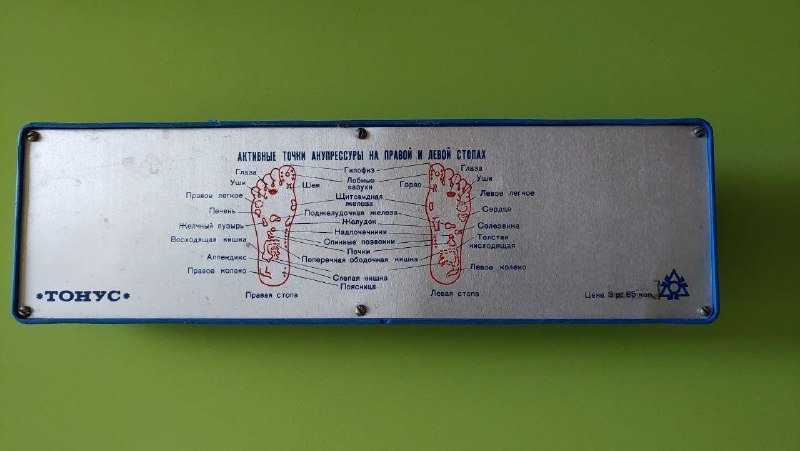 АКТИВНЫЕ ТОЧКИ АКУПРЕССУРЫ НА ПРАВОЙ И ЛЕВОЙ СТОПАХ
Глаза
Уши
Правое легкое
Печень
Желчный пузырь
Восходящая кишка
Аппендикс
Правое колено
Шея
Гипофиз
Лобные
пазухи
Щитовидная
железа
Поджелудочная железа
Желудок
Надпочечники
Спинные позвонки
Почки
Поперечная ободочная кишка
Слепая кишка
Поясница
Горло
Глаза
Уши
Левое легкое
Сердце
Селезенка
Толстая
нисходящая
Левое колено
Правая стопа
Левая стопа
*ТОНУС*
Цена 3 р. 85 коп.